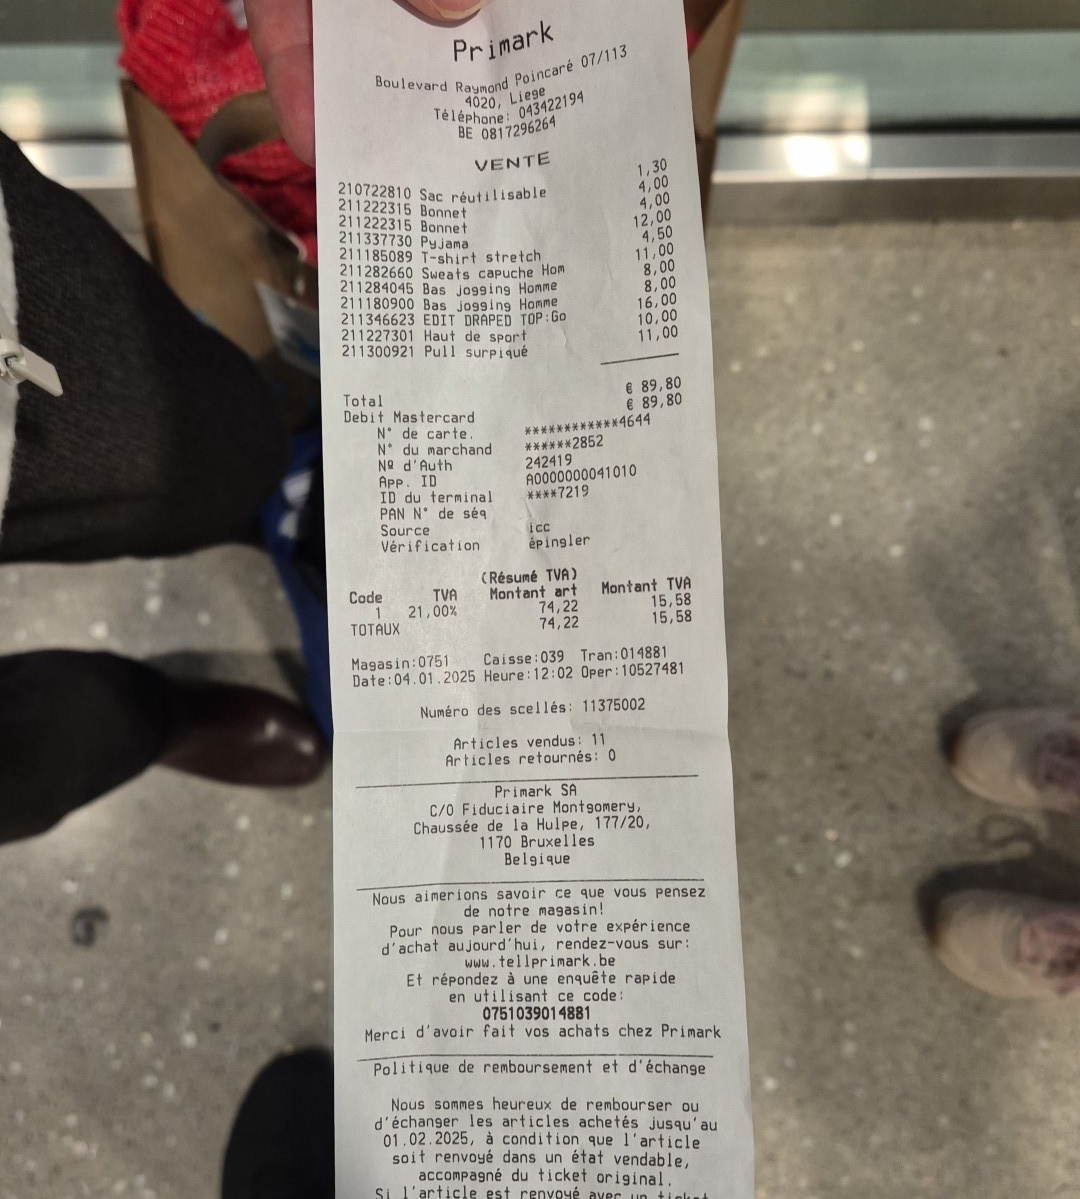 Primark
Boulevard Raymond Poincaré 07/113
4020, Liege
Téléphone: 043422194
BE 0817296264
VENTE
210722810 Sac réutilisable 1,30
211222315 Bonnet 4,00
211222315 Bonnet 4,00
211337730 Pyjama 12,00
211185089 T-shirt stretch 4,50
211282660 Sweats capuche Hom 11,00
211284045 Bas jogging Homme 8,00
211180900 Bas jogging Homme 8,00
211346623 EDIT DRAPED TOP:Go 16,00
211227301 Haut de sport 10,00
211300921 Pull surpiqué 11,00
Total € 89,80
Debit Mastercard € 89,80
N° de carte. ************4644
N° du marchand ******2852
Nº d'Auth 242419
App. ID A0000000041010
ID du terminal ****7219
PAN N° de séq
Source icc
Vérification épingler
(Résumé TVA)
Code TVA Montant art Montant TVA
1 21,00% 74,22 15,58
TOTAUX 74,22 15,58
Magasin:0751 Caisse:039 Tran:014881
Date:04.01.2025 Heure:12:02 Oper:10527481
Numéro des scellés: 11375002
Articles vendus: 11
Articles retournés: 0
Primark SA
C/O Fiduciaire Montgomery,
Chaussée de la Hulpe, 177/20,
1170 Bruxelles
Belgique
Nous aimerions savoir ce que vous pensez
de notre magasin!
Pour nous parler de votre expérience
d'achat aujourd'hui, rendez-vous sur:
www.tellprimark.be
Et répondez à une enquête rapide
en utilisant ce code:
0751039014881
Merci d'avoir fait vos achats chez Primark
Politique de remboursement et d'échange
Nous sommes heureux de rembourser ou
d'échanger les articles achetés jusqu'au
01.02.2025, à condition que l'article
soit renvoyé dans un état vendable,
accompagné du ticket original.
Si l'article est renvoyé avec un ticket